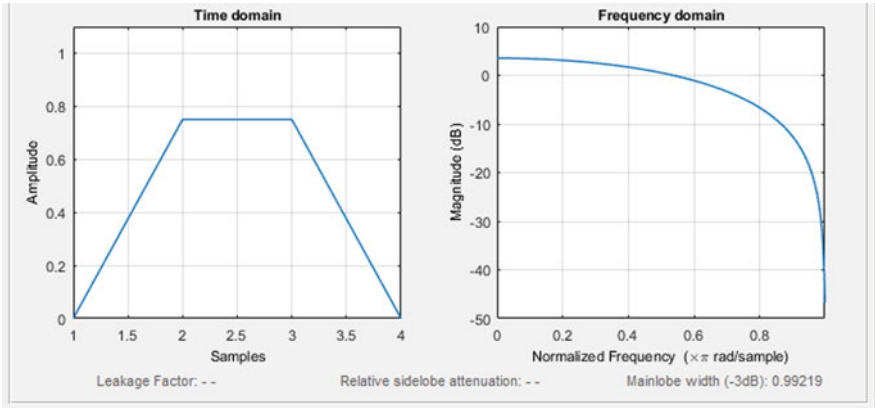 Time domain
1
0.8
0.6
0.4
0.2
0
Amplitude
1 1.5 2 2.5 3 3.5 4
Samples
Frequency domain
10
0
-10
-20
-30
-40
-50
Magnitude (dB)
0 0.2 0.4 0.6 0.8
Normalized Frequency (×π rad/sample)
Leakage Factor: - - Relative sidelobe attenuation: - - Mainlobe width (-3dB): 0.99219